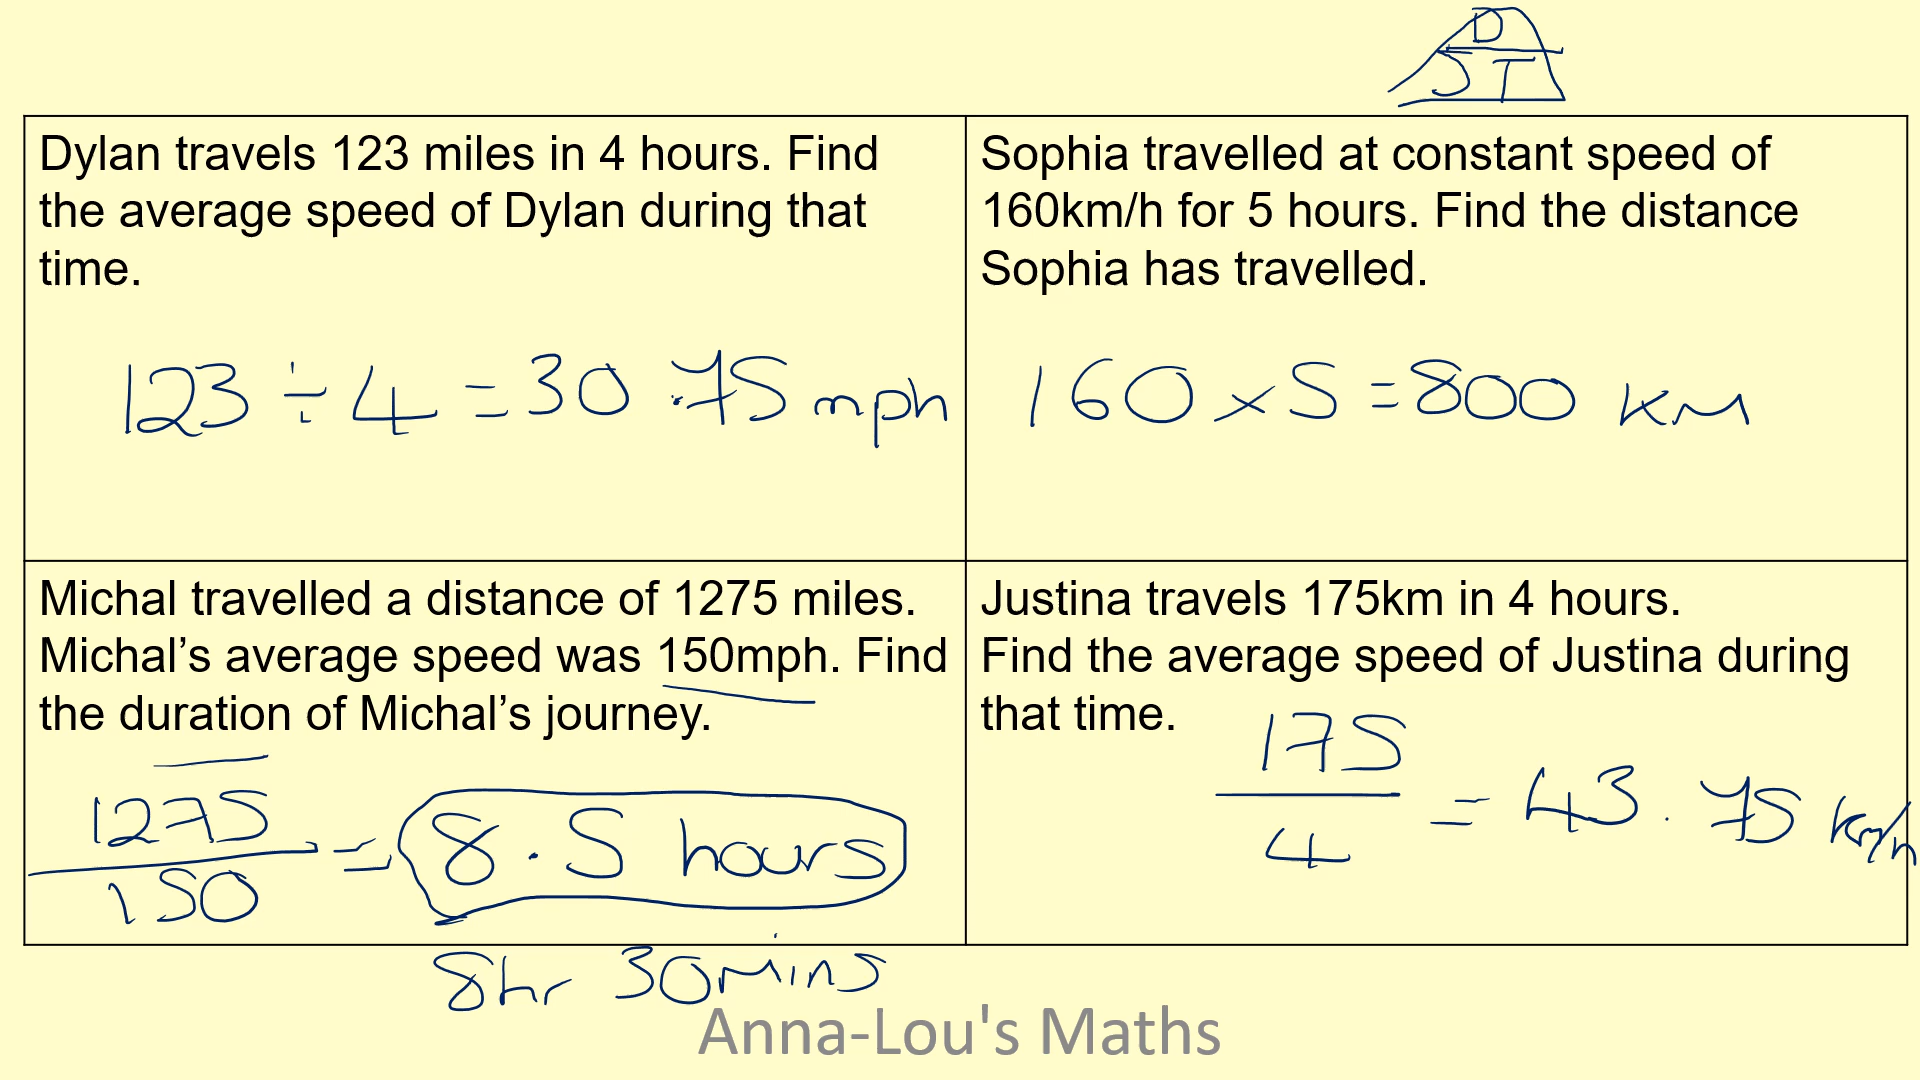 D
S T
Dylan travels 123 miles in 4 hours. Find
the average speed of Dylan during that
time.
123 ÷ 4 = 30.75 mph
Sophia travelled at constant speed of
160km/h for 5 hours. Find the distance
Sophia has travelled.
160 × 5 = 800 km
Michal travelled a distance of 1275 miles.
Michal’s average speed was 150mph. Find
the duration of Michal’s journey.
1275
150
= 8.5 hours
8hr 30mins
Justina travels 175km in 4 hours.
Find the average speed of Justina during
that time.
175
4
= 43.75 km/h
Anna-Lou's Maths